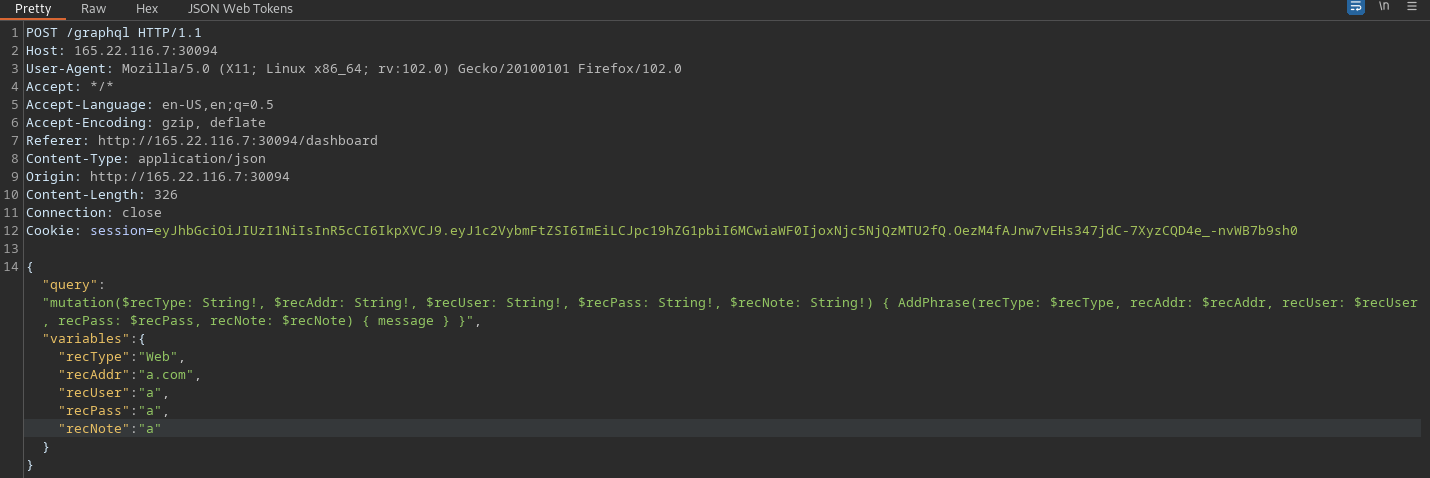 Pretty Raw Hex JSON Web Tokens \n
1 POST /graphql HTTP/1.1
2 Host: 165.22.116.7:30094
3 User-Agent: Mozilla/5.0 (X11; Linux x86_64; rv:102.0) Gecko/20100101 Firefox/102.0
4 Accept: */*
5 Accept-Language: en-US,en;q=0.5
6 Accept-Encoding: gzip, deflate
7 Referer: http://165.22.116.7:30094/dashboard
8 Content-Type: application/json
9 Origin: http://165.22.116.7:30094
10 Content-Length: 326
11 Connection: close
12 Cookie: session=eyJhbGciOiJIUzI1NiIsInR5cCI6IkpXVCJ9.eyJ1c2VybmFtZSI6ImEiLCJpc19hZG1pbiI6MCwiaWF0IjoxNjc5NjQzMTU2fQ.OezM4fAJnw7vEHs347jdC-7XyzCQD4e_-nvWB7b9sh0
13
14 {
"query":
"mutation($recType: String!, $recAddr: String!, $recUser: String!, $recPass: String!, $recNote: String!) { AddPhrase(recType: $recType, recAddr: $recAddr, recUser: $recUser
, recPass: $recPass, recNote: $recNote) { message } }",
"variables":{
"recType":"Web",
"recAddr":"a.com",
"recUser":"a",
"recPass":"a",
"recNote":"a"
}
}